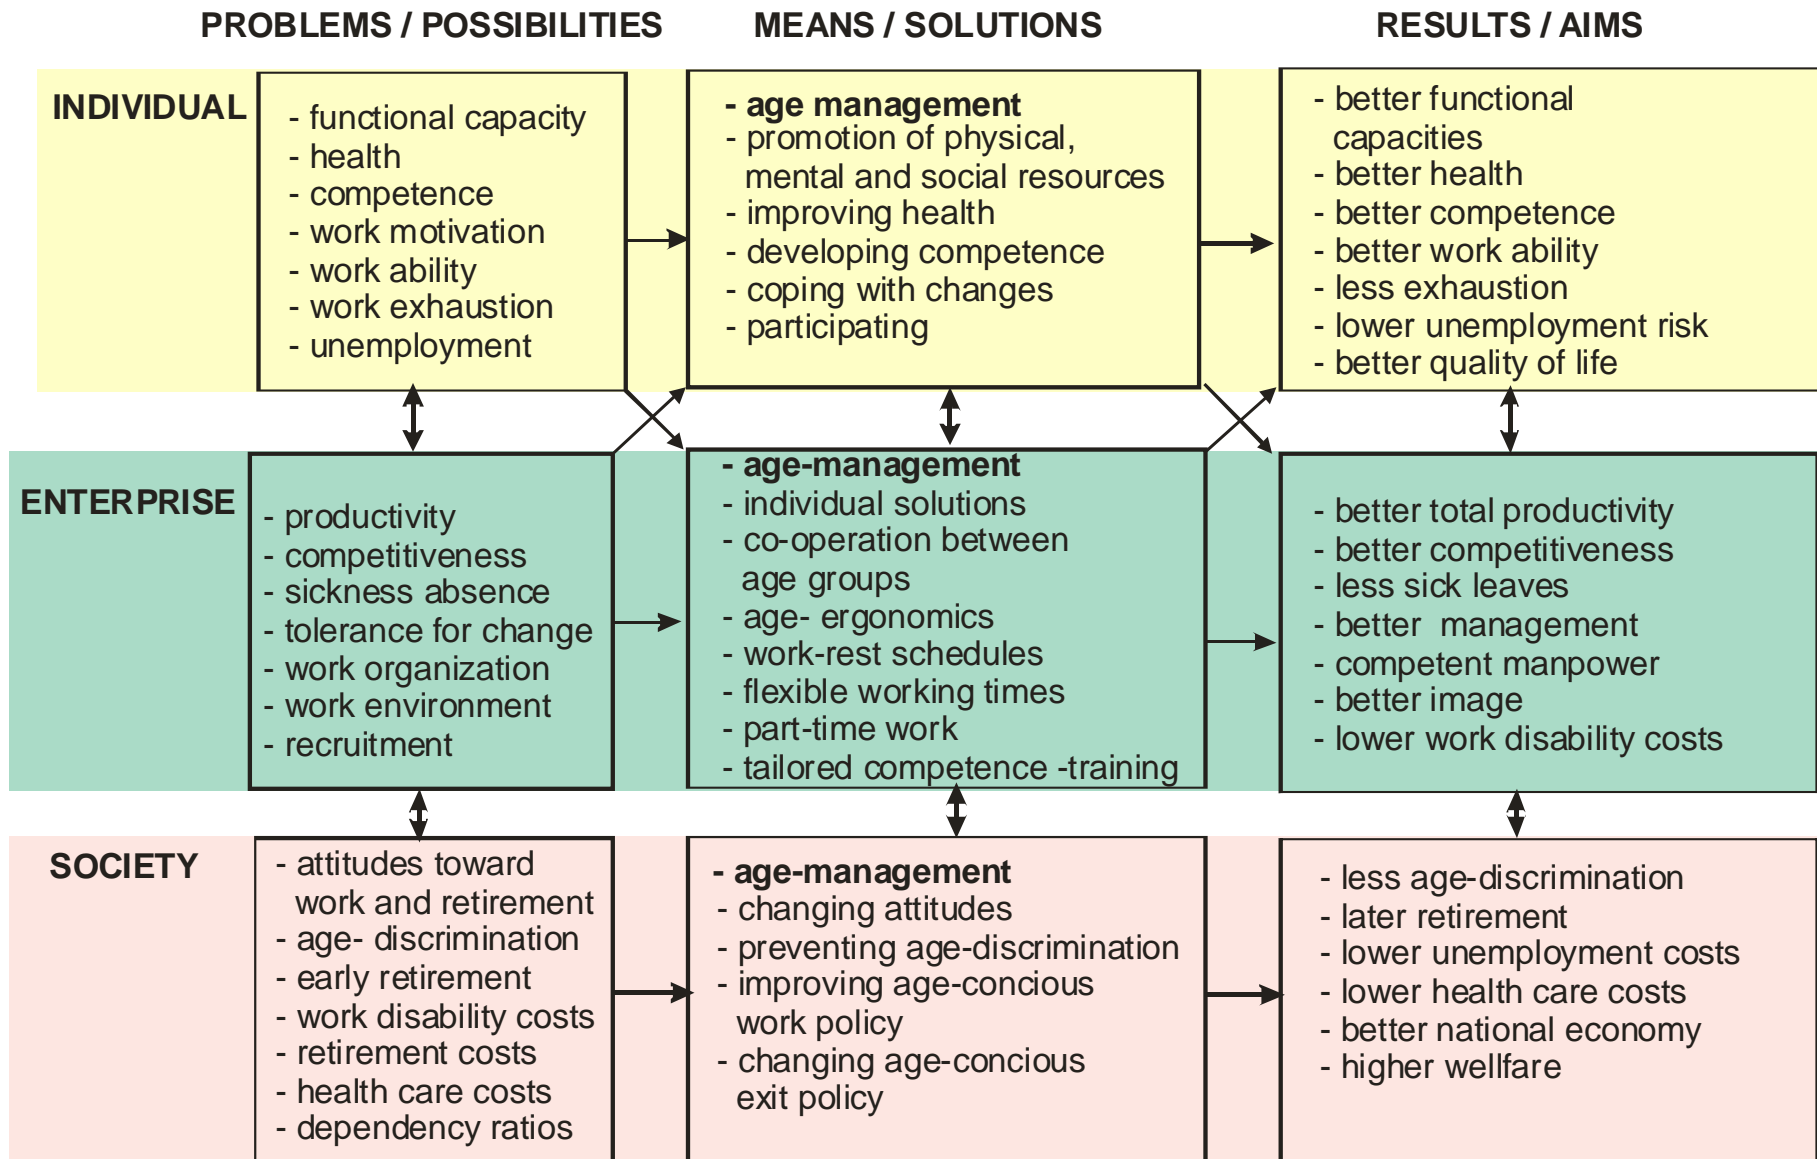 PROBLEMS / POSSIBILITIES
MEANS / SOLUTIONS
RESULTS / AIMS
INDIVIDUAL
- functional capacity
- health
- competence
- work motivation
- work ability
- work exhaustion
- unemployment
- age management
- promotion of physical,
mental and social resources
- improving health
- developing competence
- coping with changes
- participating
- better functional
capacities
- better health
- better competence
- better work ability
- less exhaustion
- lower unemployment risk
- better quality of life
ENTERPRISE
- productivity
- competitiveness
- sickness absence
- tolerance for change
- work organization
- work environment
- recruitment
- age-management
- individual solutions
- co-operation between
age groups
- age- ergonomics
- work-rest schedules
- flexible working times
- part-time work
- tailored competence -training
- better total productivity
- better competitiveness
- less sick leaves
- better management
- competent manpower
- better image
- lower work disability costs
SOCIETY
- attitudes toward
work and retirement
- age- discrimination
- early retirement
- work disability costs
- retirement costs
- health care costs
- dependency ratios
- age-management
- changing attitudes
- preventing age-discrimination
- improving age-concious
work policy
- changing age-concious
exit policy
- less age-discrimination
- later retirement
- lower unemployment costs
- lower health care costs
- better national economy
- higher wellfare